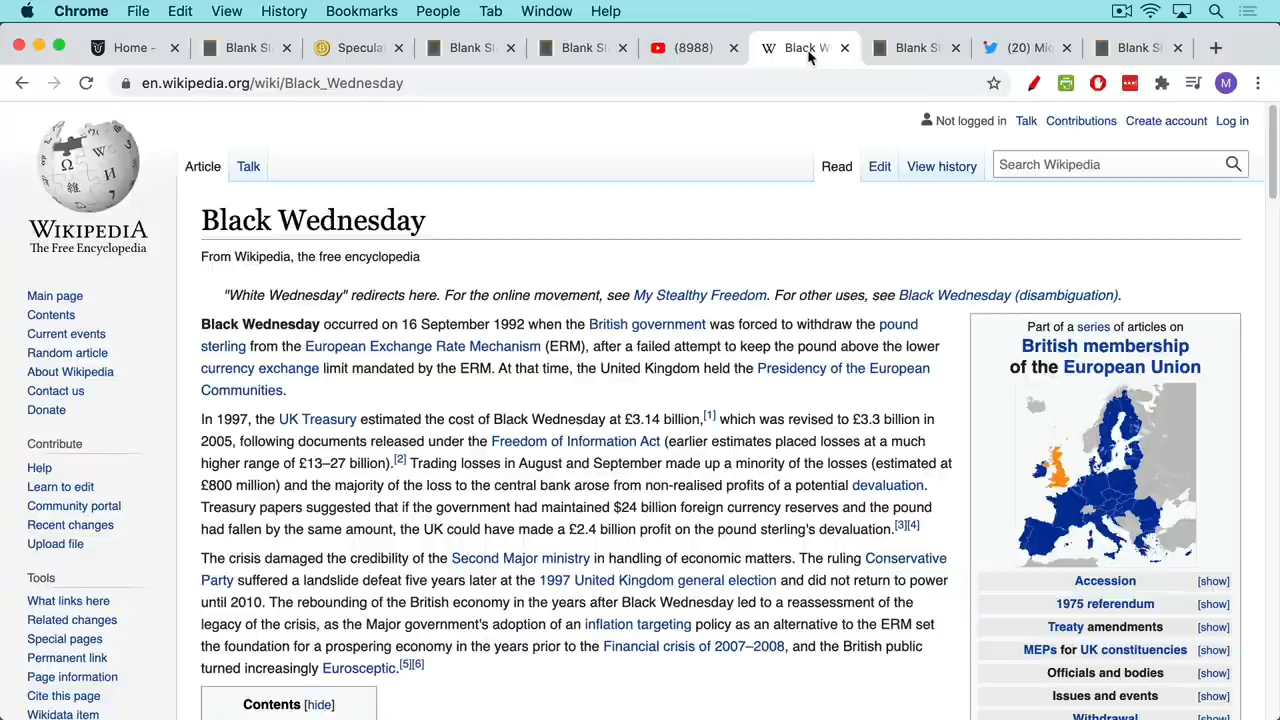 Chrome File Edit View History Bookmarks People Tab Window Help
Home - Blank Sl Specula Blank Sl Blank Sl (8988) Black W Blank Sl (20) Mic Blank Sl
en.wikipedia.org/wiki/Black_Wednesday M
Not logged in Talk Contributions Create account Log in
Article Talk Read Edit View history Search Wikipedia
WIKIPEDIA
The Free Encyclopedia
Black Wednesday
From Wikipedia, the free encyclopedia
"White Wednesday" redirects here. For the online movement, see My Stealthy Freedom. For other uses, see Black Wednesday (disambiguation).
Black Wednesday occurred on 16 September 1992 when the British government was forced to withdraw the pound
sterling from the European Exchange Rate Mechanism (ERM), after a failed attempt to keep the pound above the lower
currency exchange limit mandated by the ERM. At that time, the United Kingdom held the Presidency of the European
Communities.
In 1997, the UK Treasury estimated the cost of Black Wednesday at £3.14 billion,[1] which was revised to £3.3 billion in
2005, following documents released under the Freedom of Information Act (earlier estimates placed losses at a much
higher range of £13–27 billion).[2] Trading losses in August and September made up a minority of the losses (estimated at
£800 million) and the majority of the loss to the central bank arose from non-realised profits of a potential devaluation.
Treasury papers suggested that if the government had maintained $24 billion foreign currency reserves and the pound
had fallen by the same amount, the UK could have made a £2.4 billion profit on the pound sterling's devaluation.[3][4]
The crisis damaged the credibility of the Second Major ministry in handling of economic matters. The ruling Conservative
Party suffered a landslide defeat five years later at the 1997 United Kingdom general election and did not return to power
until 2010. The rebounding of the British economy in the years after Black Wednesday led to a reassessment of the
legacy of the crisis, as the Major government's adoption of an inflation targeting policy as an alternative to the ERM set
the foundation for a prospering economy in the years prior to the Financial crisis of 2007–2008, and the British public
turned increasingly Eurosceptic.[5][6]
Contents [hide]
Main page
Contents
Current events
Random article
About Wikipedia
Contact us
Donate
Contribute
Help
Learn to edit
Community portal
Recent changes
Upload file
Tools
What links here
Related changes
Special pages
Permanent link
Page information
Cite this page
Wikidata item
Part of a series of articles on
British membership
of the European Union
Accession [show]
1975 referendum [show]
Treaty amendments [show]
MEPs for UK constituencies [show]
Officials and bodies [show]
Issues and events [show]
Withdrawal [show]